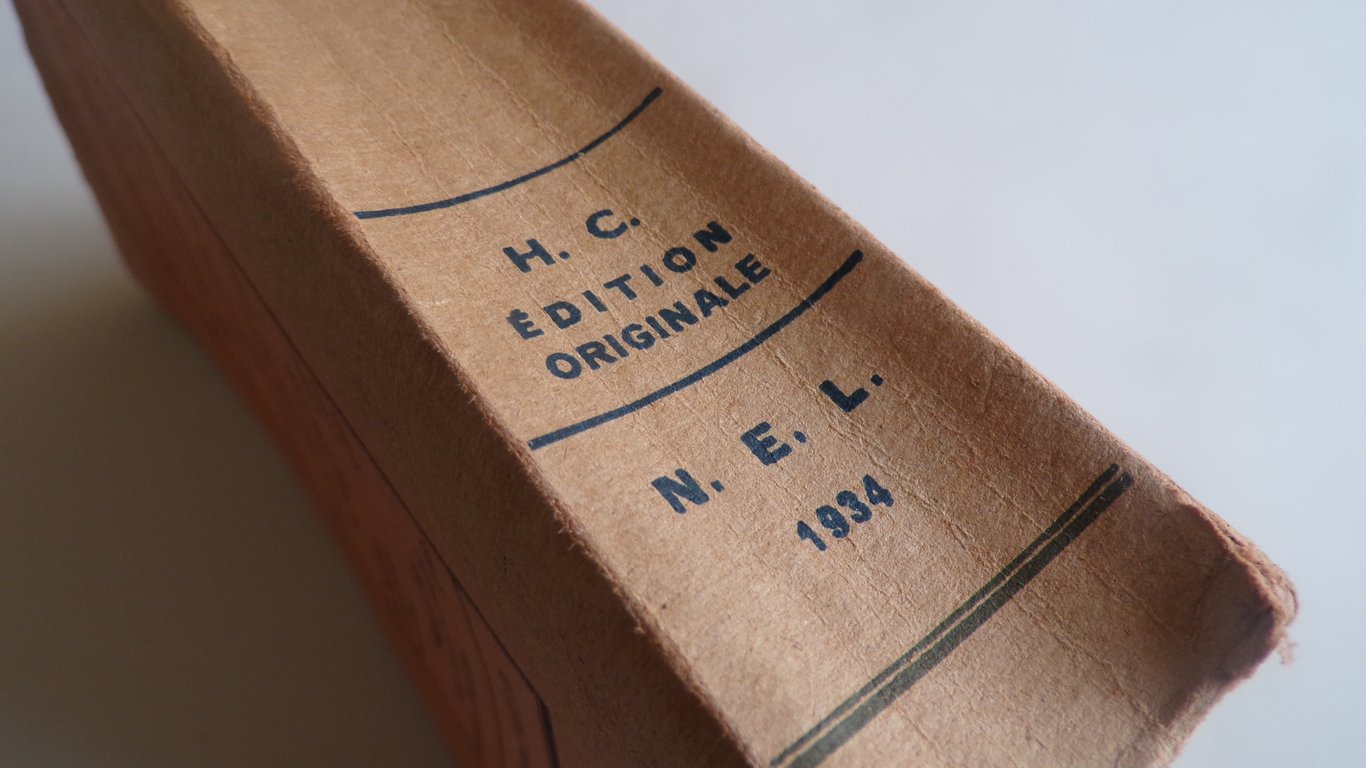 H. C.
ÉDITION
ORIGINALE
N. E. L.
1934